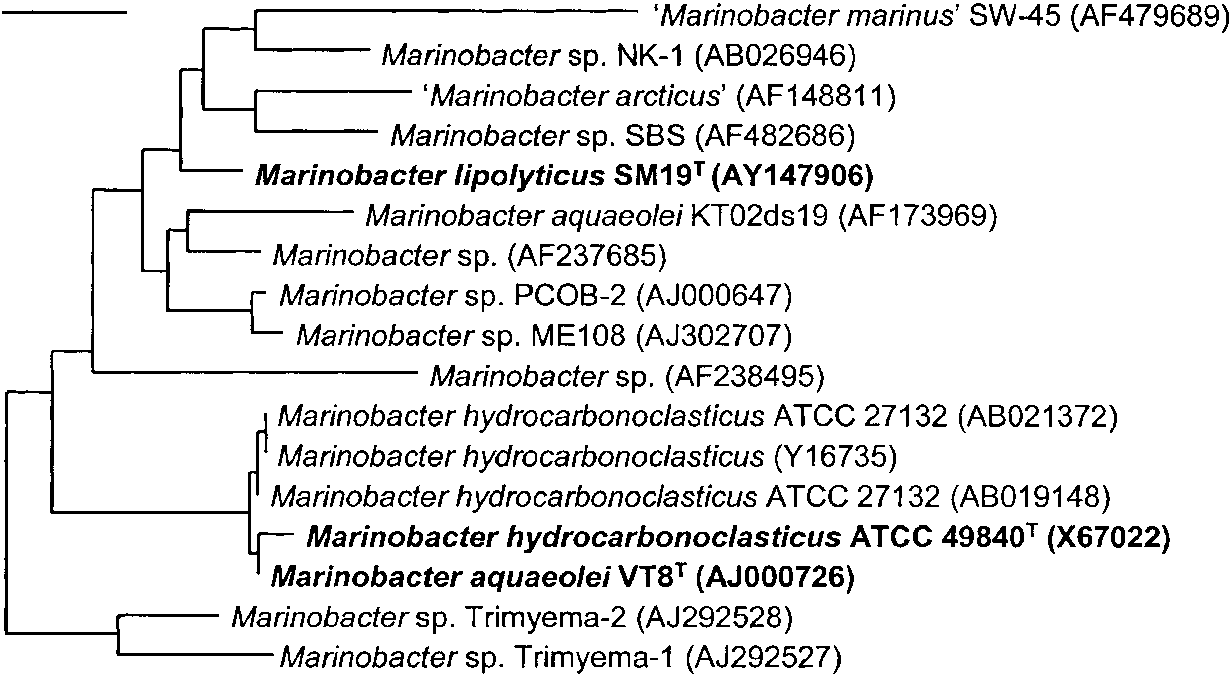 'Marinobacter marinus' SW-45 (AF479689)
Marinobacter sp. NK-1 (AB026946)
'Marinobacter arcticus' (AF148811)
Marinobacter sp. SBS (AF482686)
Marinobacter lipolyticus SM19ᵀ (AY147906)
Marinobacter aquaeolei KT02ds19 (AF173969)
Marinobacter sp. (AF237685)
Marinobacter sp. PCOB-2 (AJ000647)
Marinobacter sp. ME108 (AJ302707)
Marinobacter sp. (AF238495)
Marinobacter hydrocarbonoclasticus ATCC 27132 (AB021372)
Marinobacter hydrocarbonoclasticus (Y16735)
Marinobacter hydrocarbonoclasticus ATCC 27132 (AB019148)
Marinobacter hydrocarbonoclasticus ATCC 49840ᵀ (X67022)
Marinobacter aquaeolei VT8ᵀ (AJ000726)
Marinobacter sp. Trimyema-2 (AJ292528)
Marinobacter sp. Trimyema-1 (AJ292527)